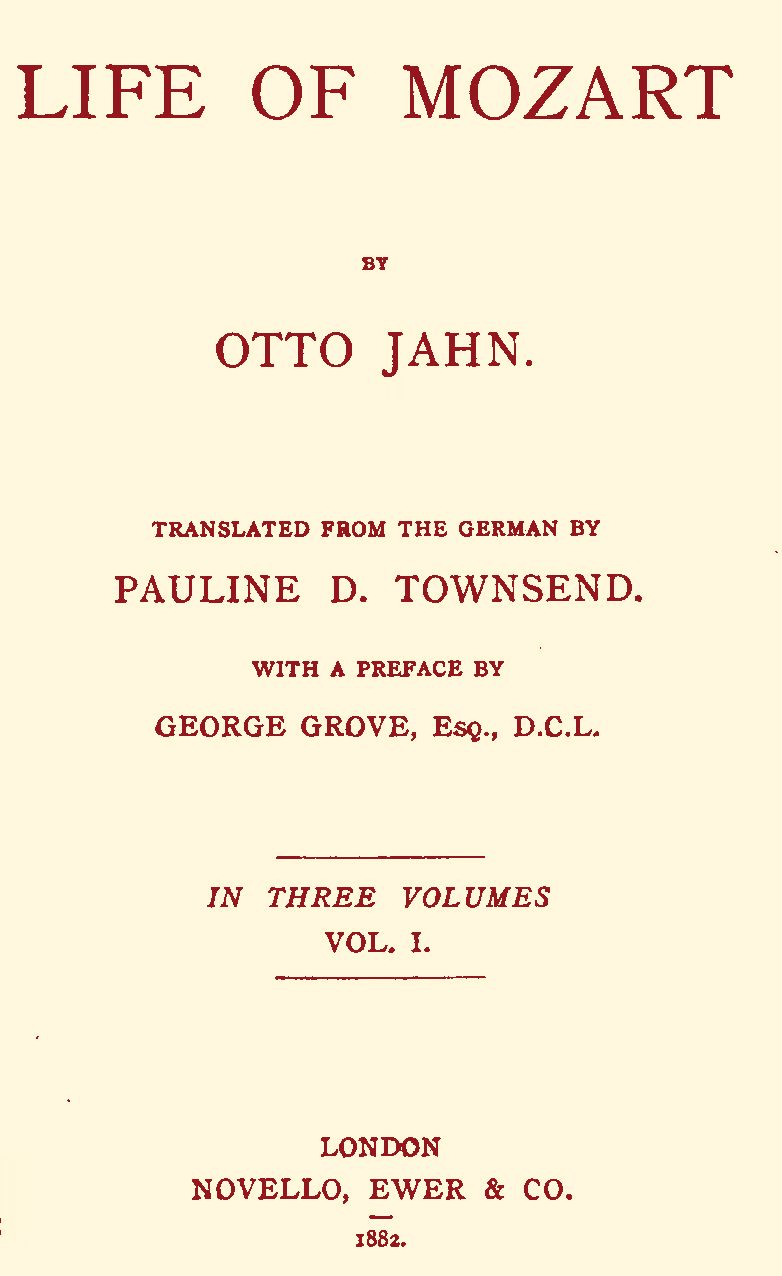 LIFE OF MOZART
BY
OTTO JAHN.
TRANSLATED FROM THE GERMAN BY
PAULINE D. TOWNSEND.
WITH A PREFACE BY
GEORGE GROVE, Esq., D.C.L.
IN THREE VOLUMES
VOL. I.
LONDON
NOVELLO, EWER & CO.
1882.